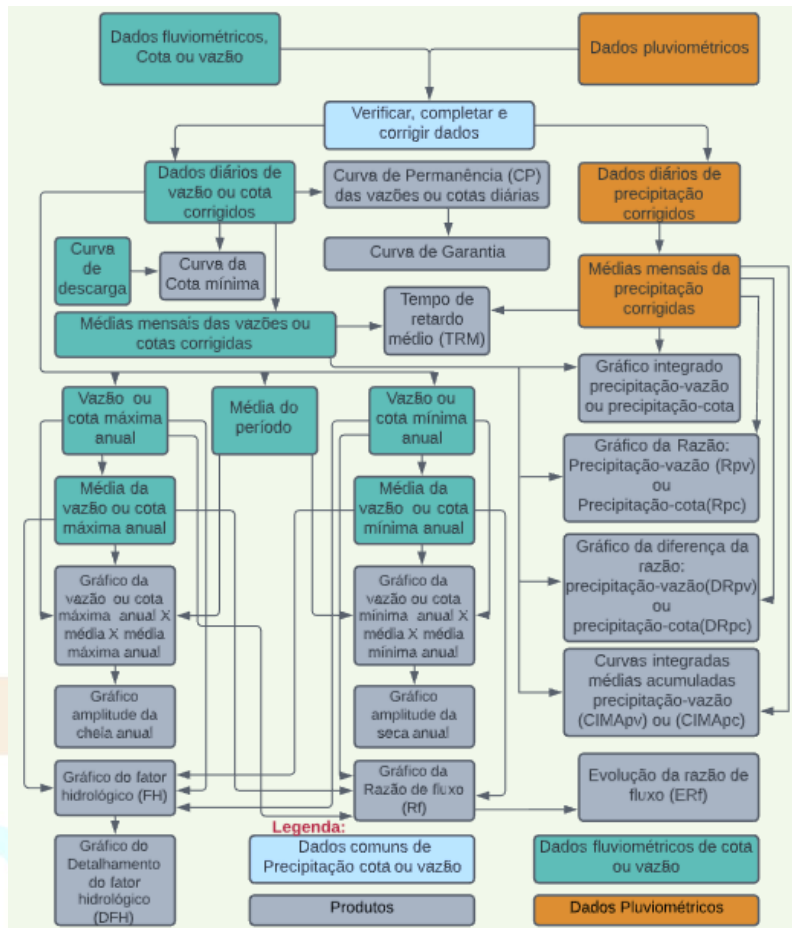 Dados fluviométricos,
Cota ou vazão
Dados pluviométricos
Verificar, completar e
corrigir dados
Dados diários de
vazão ou cota
corrigidos
Curva de Permanência (CP)
das vazões ou cotas diárias
Dados diários de
precipitação
corrigidos
Curva de Garantia
Curva
de
descarga
Curva da
Cota mínima
Médias mensais da
precipitação
corrigidas
Tempo de
retardo
médio (TRM)
Médias mensais das vazões ou
cotas corrigidas
Gráfico integrado
precipitação-vazão
ou precipitação-cota
Vazão ou
cota máxima
anual
Média do
período
Vazão ou
cota mínima
anual
Gráfico da Razão:
Precipitação-vazão (Rpv)
ou
Precipitação-cota(Rpc)
Média da
vazão ou cota
máxima anual
Média da
vazão ou cota
mínima anual
Gráfico da diferença da
razão:
precipitação-vazão(DRpv)
ou
precipitação-cota(DRpc)
Gráfico da
vazão ou cota
máxima anual X
média X média
máxima anual
Gráfico da
vazão ou cota
mínima anual X
média X média
mínima anual
Curvas integradas
médias acumuladas
precipitação-vazão
(CIMApv) ou (CIMApc)
Gráfico
amplitude da
cheia anual
Gráfico
amplitude da
seca anual
Gráfico do fator
hidrológico (FH)
Gráfico da
Razão de fluxo
(Rf)
Evolução da razão de
fluxo (ERf)
Gráfico do
Detalhamento
do fator
hidrológico
(DFH)
Legenda:
Dados comuns de
Precipitação cota ou vazão
Dados fluviométricos de cota
ou vazão
Produtos
Dados Pluviométricos